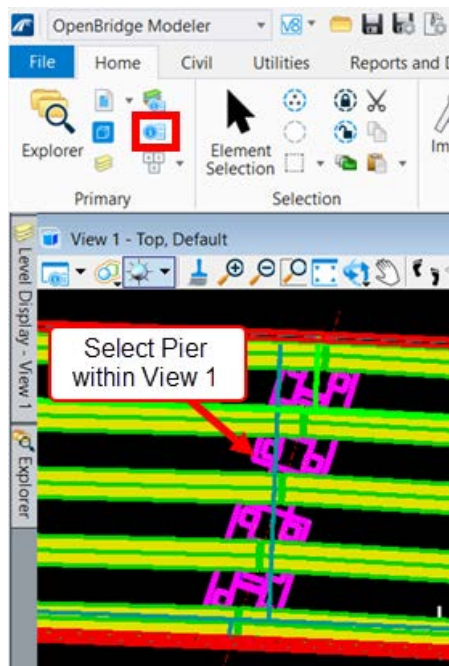 OpenBridge Modeler
File Home Civil Utilities Reports and
Explorer
Element
Selection
Primary
Selection
View 1 - Top, Default
Level Display - View 1
Explorer
Select Pier
within View 1